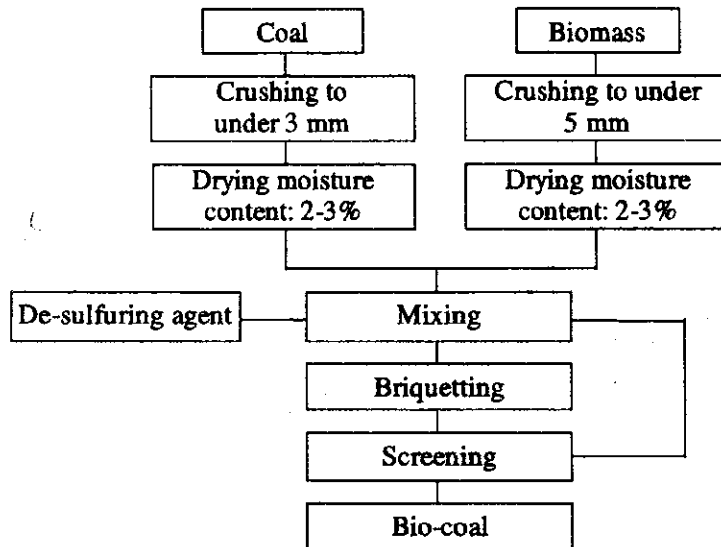 Coal
Biomass
Crushing to
under 3 mm
Crushing to under
5 mm
Drying moisture
content: 2-3%
Drying moisture
content: 2-3%
De-sulfuring agent
Mixing
Briquetting
Screening
Bio-coal